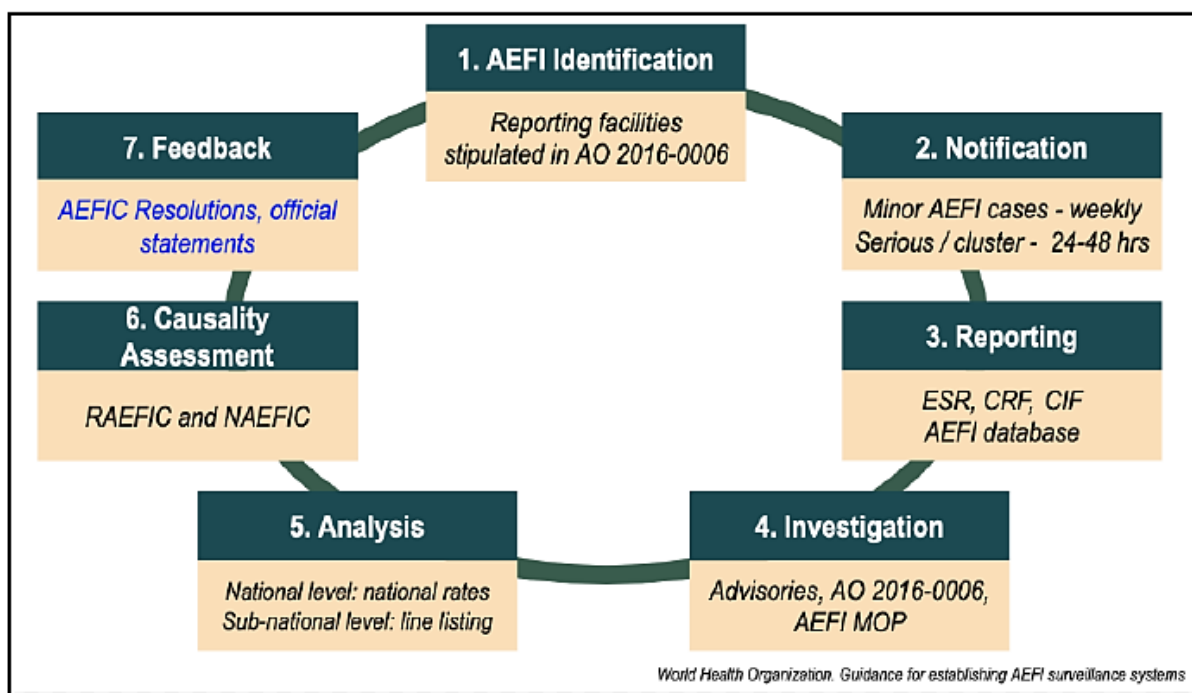 1. AEFI Identification
Reporting facilities
stipulated in AO 2016-0006
2. Notification
Minor AEFI cases - weekly
Serious / cluster - 24-48 hrs
3. Reporting
ESR, CRF, CIF
AEFI database
4. Investigation
Advisories, AO 2016-0006,
AEFI MOP
5. Analysis
National level: national rates
Sub-national level: line listing
6. Causality
Assessment
RAEFIC and NAEFIC
7. Feedback
AEFIC Resolutions, official
statements
World Health Organization. Guidance for establishing AEFI surveillance systems